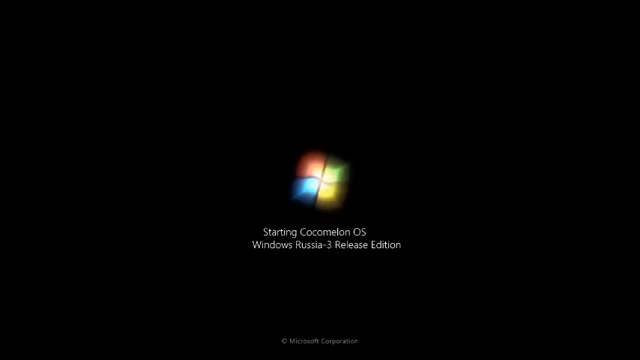 Starting Cocomelon OS
Windows Russia-3 Release Edition
© Microsoft Corporation